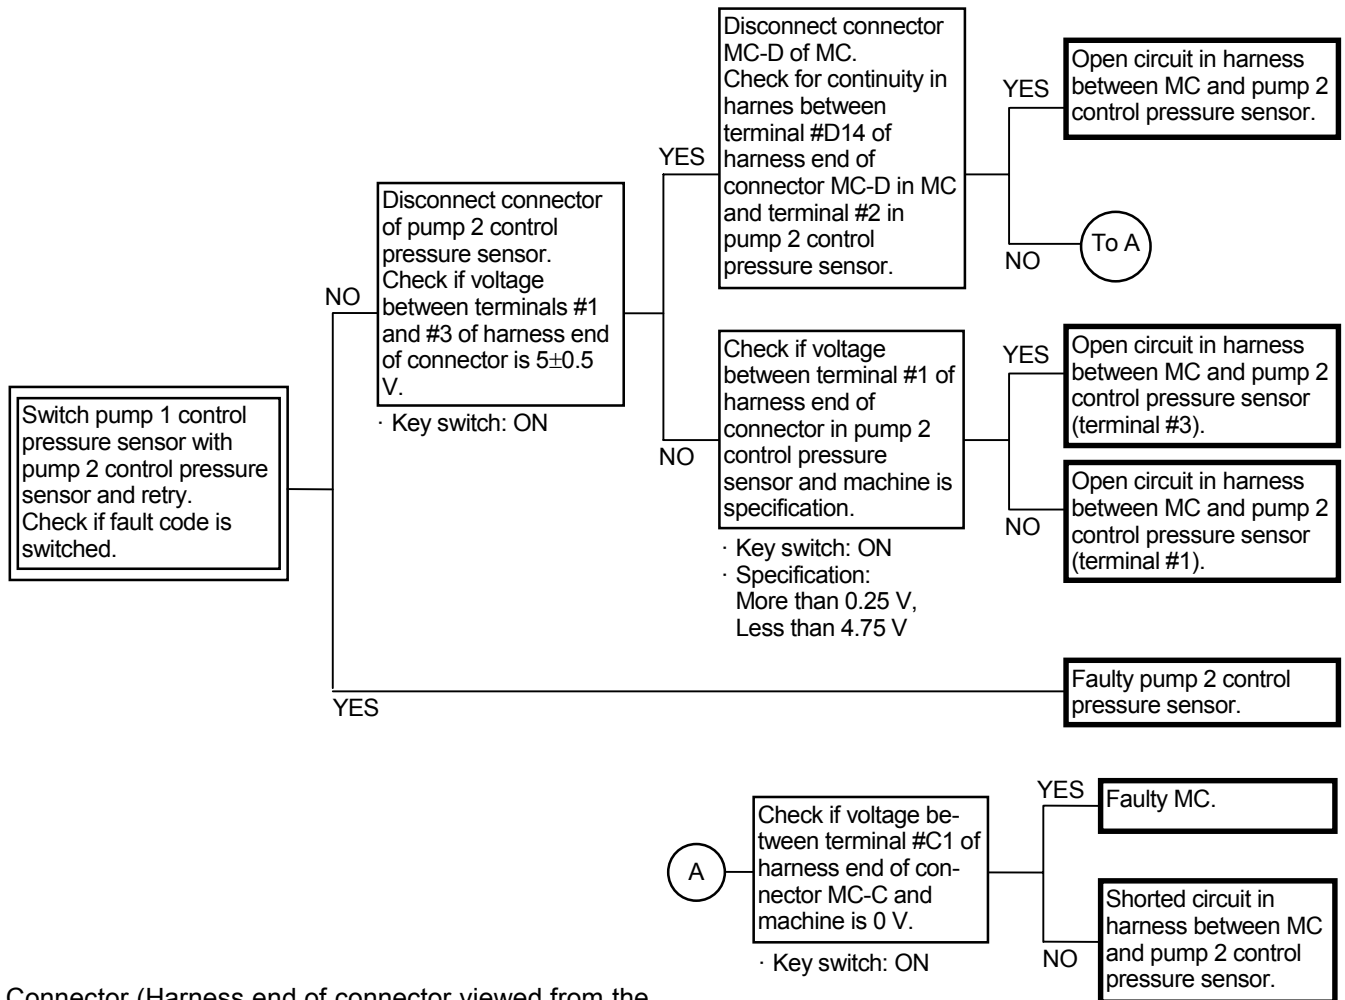 Switch pump 1 control
pressure sensor with
pump 2 control pressure
sensor and retry.
Check if fault code is
switched.
NO
Disconnect connector
of pump 2 control
pressure sensor.
Check if voltage
between terminals #1
and #3 of harness end
of connector is 5±0.5
V.
· Key switch: ON
YES
Disconnect connector
MC-D of MC.
Check for continuity in
harnes between
terminal #D14 of
harness end of
connector MC-D in MC
and terminal #2 in
pump 2 control
pressure sensor.
YES
Open circuit in harness
between MC and pump 2
control pressure sensor.
NO
To A
NO
Check if voltage
between terminal #1 of
harness end of
connector in pump 2
control pressure
sensor and machine is
specification.
· Key switch: ON
· Specification:
More than 0.25 V,
Less than 4.75 V
YES
Open circuit in harness
between MC and pump 2
control pressure sensor
(terminal #3).
NO
Open circuit in harness
between MC and pump 2
control pressure sensor
(terminal #1).
YES
Faulty pump 2 control
pressure sensor.
A
Check if voltage be-
tween terminal #C1 of
harness end of con-
nector MC-C and
machine is 0 V.
· Key switch: ON
YES
Faulty MC.
NO
Shorted circuit in
harness between MC
and pump 2 control
pressure sensor.
Connector (Harness end of connector viewed from the